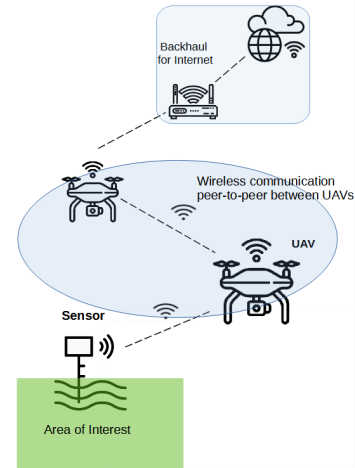 Backhaul
for Internet
Wireless communication
peer-to-peer between UAVs
UAV
Sensor
Area of Interest